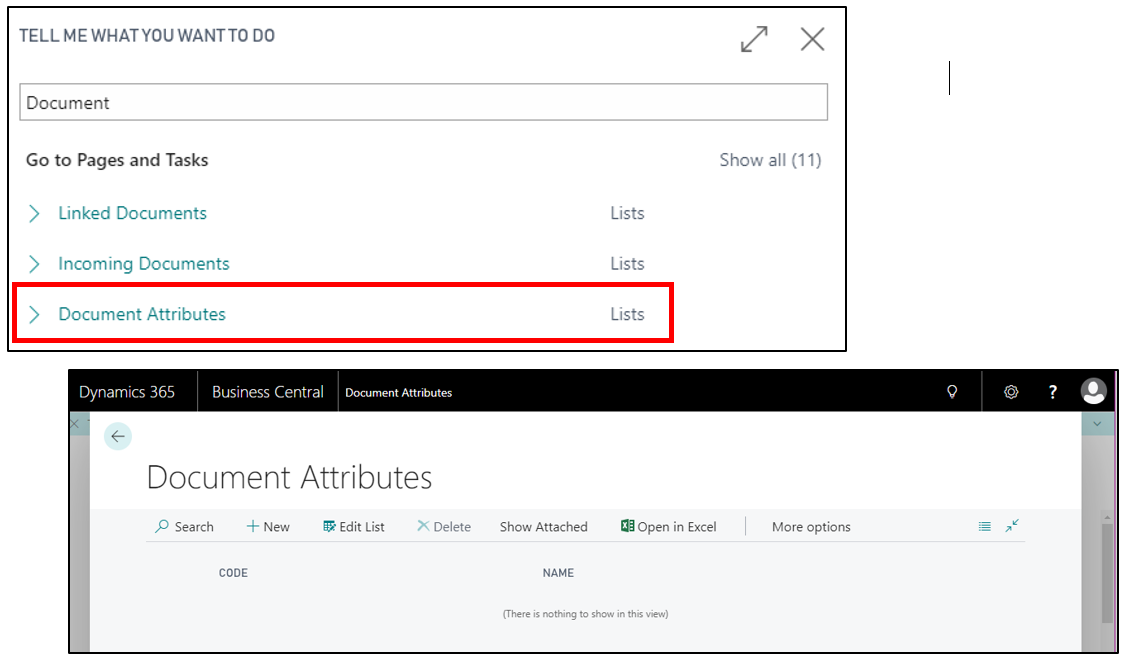 TELL ME WHAT YOU WANT TO DO
Document
Go to Pages and Tasks Show all (11)
Linked Documents Lists
Incoming Documents Lists
Document Attributes Lists
Dynamics 365 Business Central Document Attributes ?
Document Attributes
Search + New Edit List Delete Show Attached Open in Excel More options
CODE NAME
(There is nothing to show in this view)